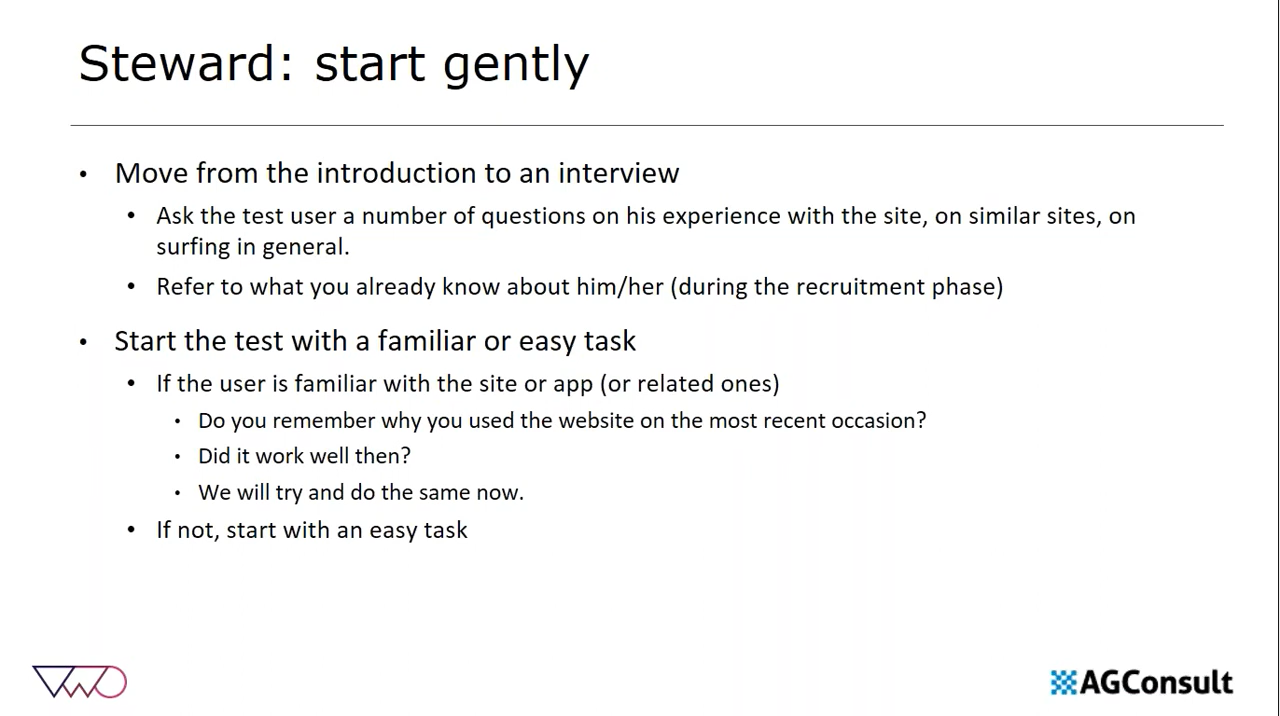 Steward: start gently
• Move from the introduction to an interview
• Ask the test user a number of questions on his experience with the site, on similar sites, on
surfing in general.
• Refer to what you already know about him/her (during the recruitment phase)
• Start the test with a familiar or easy task
• If the user is familiar with the site or app (or related ones)
• Do you remember why you used the website on the most recent occasion?
• Did it work well then?
• We will try and do the same now.
• If not, start with an easy task
VWO
AGConsult